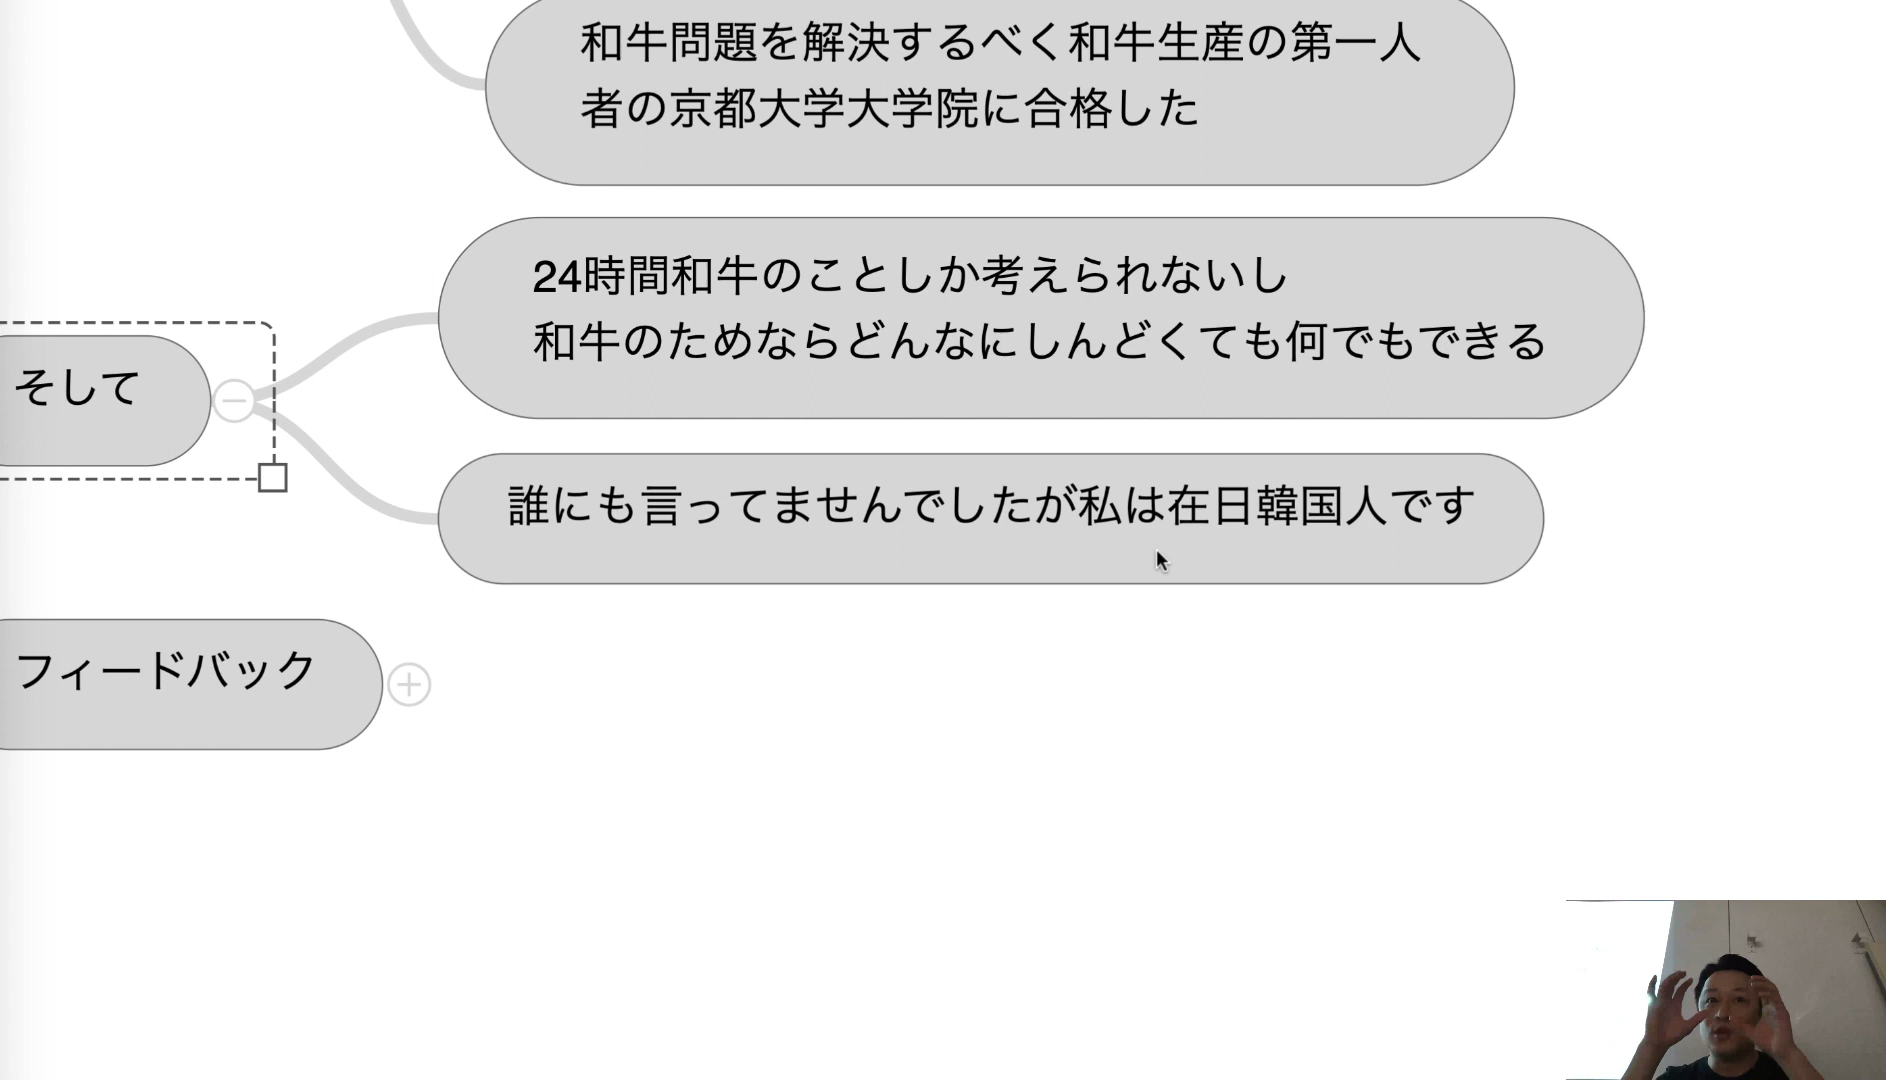 和牛問題を解決するべく和牛生産の第一人
者の京都大学大学院に合格した
24時間和牛のことしか考えられないし
和牛のためならどんなにしんどくても何でもできる
そして
誰にも言ってませんでしたが私は在日韓国人です
フィードバック